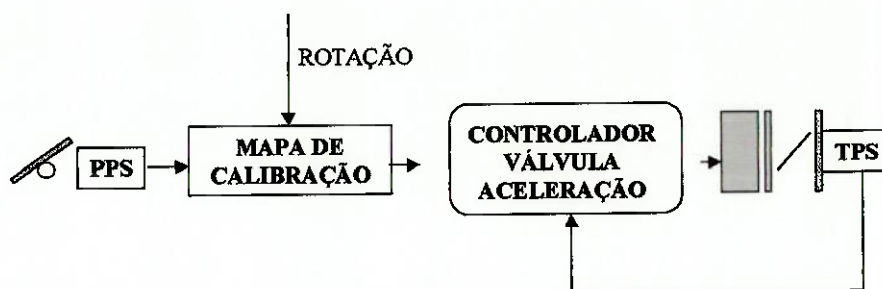 ROTAÇÃO
PPS
MAPA DE
CALIBRAÇÃO
CONTROLADOR
VÁLVULA
ACELERAÇÃO
TPS